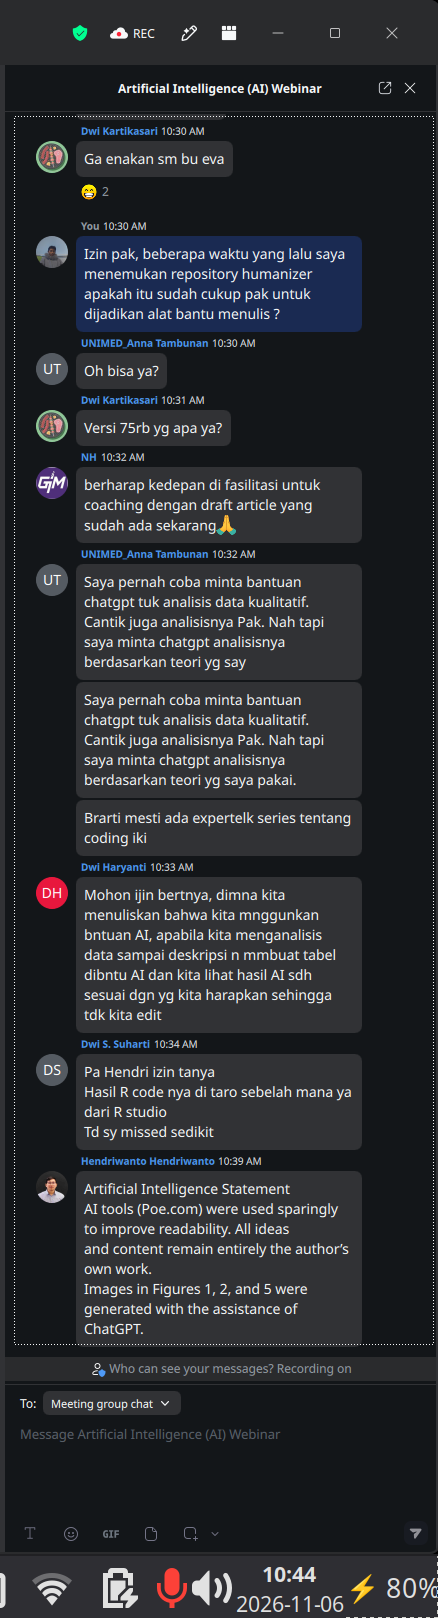 REC
Artificial Intelligence (AI) Webinar
Dwi Kartikasari 10:30 AM
Ga enakan sm bu eva
2
You 10:30 AM
Izin pak, beberapa waktu yang lalu saya
menemukan repository humanizer
apakah itu sudah cukup pak untuk
dijadikan alat bantu menulis ?
UNIMED_Anna Tambunan 10:30 AM
UT
Oh bisa ya?
Dwi Kartikasari 10:31 AM
Versi 75rb yg apa ya?
NH 10:32 AM
GJM
berharap kedepan di fasilitasi untuk
coaching dengan draft article yang
sudah ada sekarang🙏
UNIMED_Anna Tambunan 10:32 AM
UT
Saya pernah coba minta bantuan
chatgpt tuk analisis data kualitatif.
Cantik juga analisisnya Pak. Nah tapi
saya minta chatgpt analisisnya
berdasarkan teori yg say
Saya pernah coba minta bantuan
chatgpt tuk analisis data kualitatif.
Cantik juga analisisnya Pak. Nah tapi
saya minta chatgpt analisisnya
berdasarkan teori yg saya pakai.
Brarti mesti ada expertelk series tentang
coding iki
Dwi Haryanti 10:33 AM
DH
Mohon ijin bertnya, dimna kita
menuliskan bahwa kita mnggunkan
bntuan AI, apabila kita menganalisis
data sampai deskripsi n mmbuat tabel
dibntu AI dan kita lihat hasil AI sdh
sesuai dgn yg kita harapkan sehingga
tdk kita edit
Dwi S. Suharti 10:34 AM
DS
Pa Hendri izin tanya
Hasil R code nya di taro sebelah mana ya
dari R studio
Td sy missed sedikit
Hendriwanto Hendriwanto 10:39 AM
Artificial Intelligence Statement
AI tools (Poe.com) were used sparingly
to improve readability. All ideas
and content remain entirely the author's
own work.
Images in Figures 1, 2, and 5 were
generated with the assistance of
ChatGPT.
Who can see your messages? Recording on
To: Meeting group chat
Message Artificial Intelligence (AI) Webinar
GIF
10:44
2026-11-06
80%